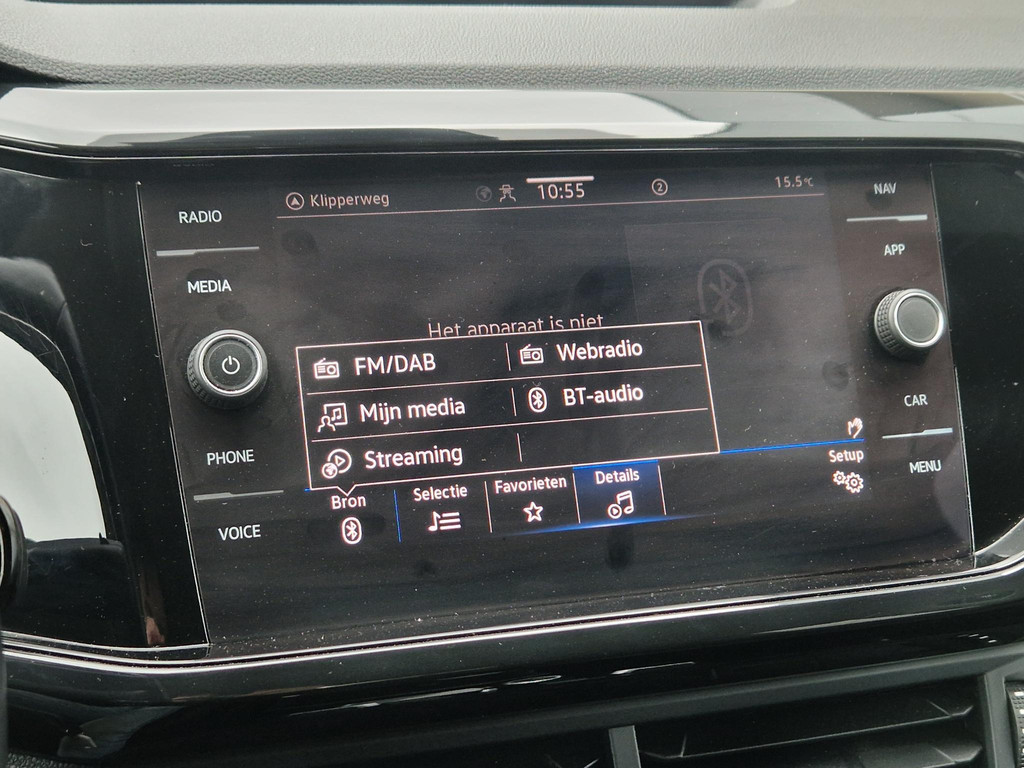 Klipperweg
10:55
2
15.5°C
RADIO
MEDIA
PHONE
VOICE
NAV
APP
CAR
MENU
Het apparaat is niet
FM/DAB
Webradio
Mijn media
BT-audio
Streaming
Bron
Selectie
Favorieten
Details
Setup